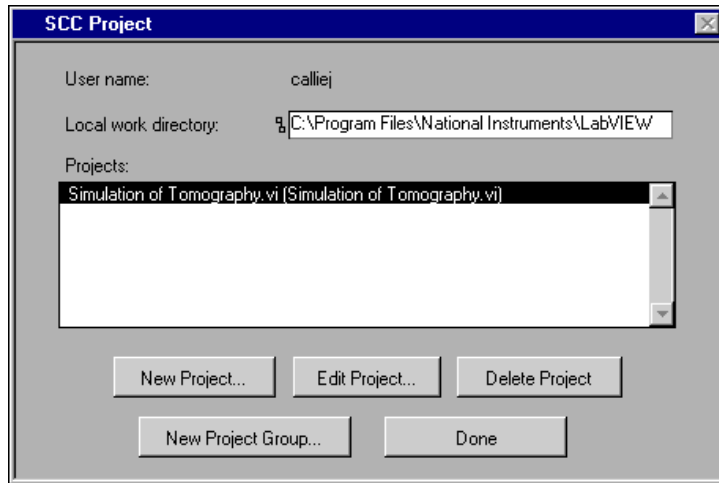 SCC Project
User name: calliej
Local work directory: C:\Program Files\National Instruments\LabVIEW
Projects:
Simulation of Tomography.vi (Simulation of Tomography.vi)
New Project... Edit Project... Delete Project
New Project Group... Done